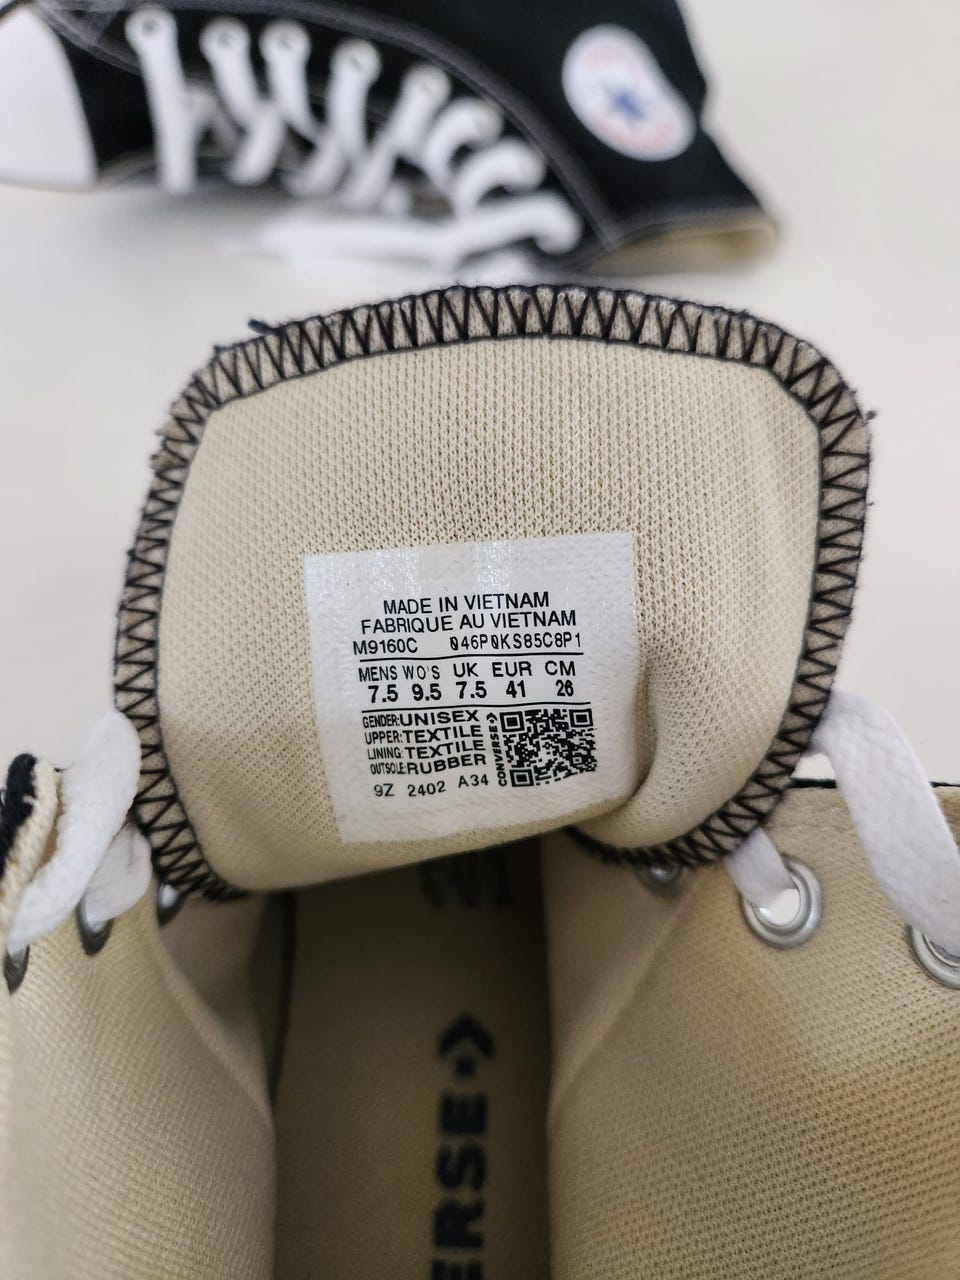 MADE IN VIETNAM
FABRIQUE AU VIETNAM
M9160C 046P0KS85C8P1
MENS WO'S UK EUR CM
7.5 9.5 7.5 41 26
GENDER:UNISEX
UPPER:TEXTILE
LINING:TEXTILE
OUTSOLE:RUBBER
CONVERSE
9Z 2402 A34
ERSE